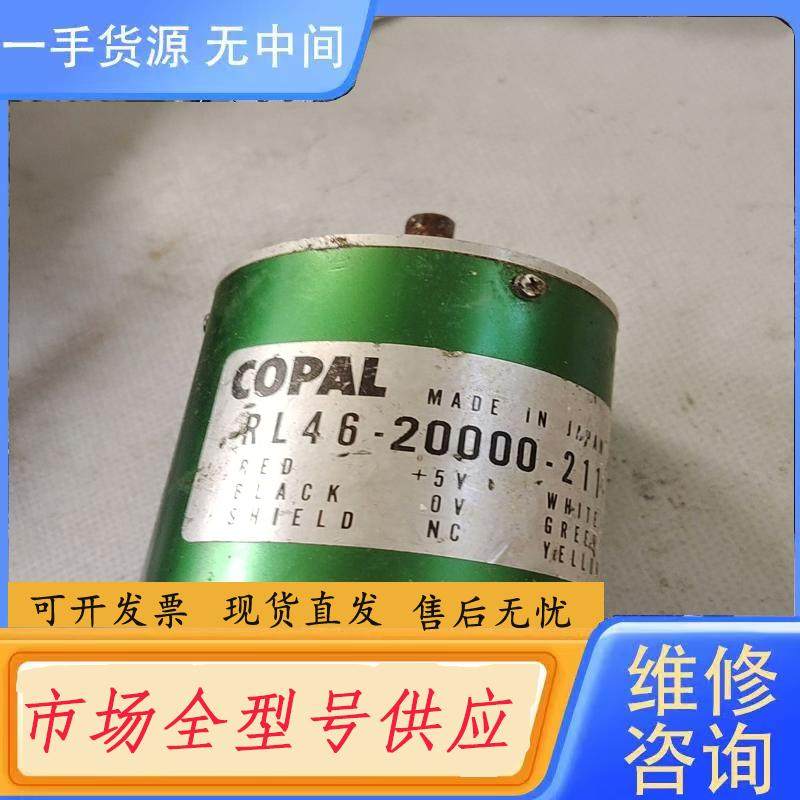 一手货源 无中间
COPAL
MADE IN JAPAN
RL46-20000-211
RED +5V WHITE
BLACK 0V GREEN
SHIELD NC YELLOW
可开发票 现货直发 售后无忧
市场全型号供应
维修
咨询